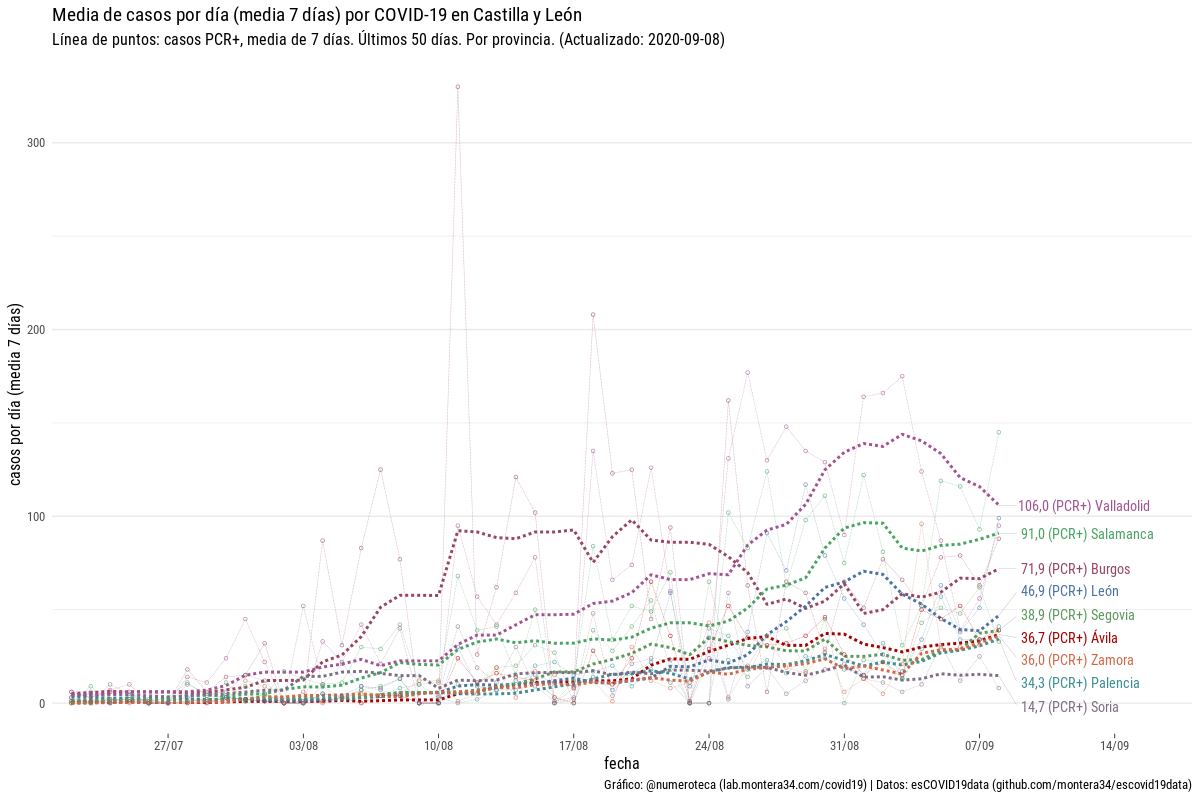 Media de casos por día (media 7 días) por COVID-19 en Castilla y León
Línea de puntos: casos PCR+, media de 7 días. Últimos 50 días. Por provincia. (Actualizado: 2020-09-08)
casos por día (media 7 días)
300
200
100
0
106,0 (PCR+) Valladolid
91,0 (PCR+) Salamanca
71,9 (PCR+) Burgos
46,9 (PCR+) León
38,9 (PCR+) Segovia
36,7 (PCR+) Ávila
36,0 (PCR+) Zamora
34,3 (PCR+) Palencia
14,7 (PCR+) Soria
27/07 03/08 10/08 17/08 24/08 31/08 07/09 14/09
fecha
Gráfico: @numeroteca (lab.montera34.com/covid19) | Datos: esCOVID19data (github.com/montera34/escovid19data)